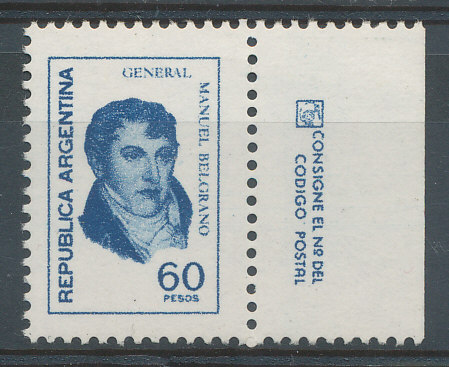 GENERAL
MANUEL BELGRANO
REPUBLICA ARGENTINA
60
PESOS
CONSIGNE EL Nº DEL
CODIGO POSTAL